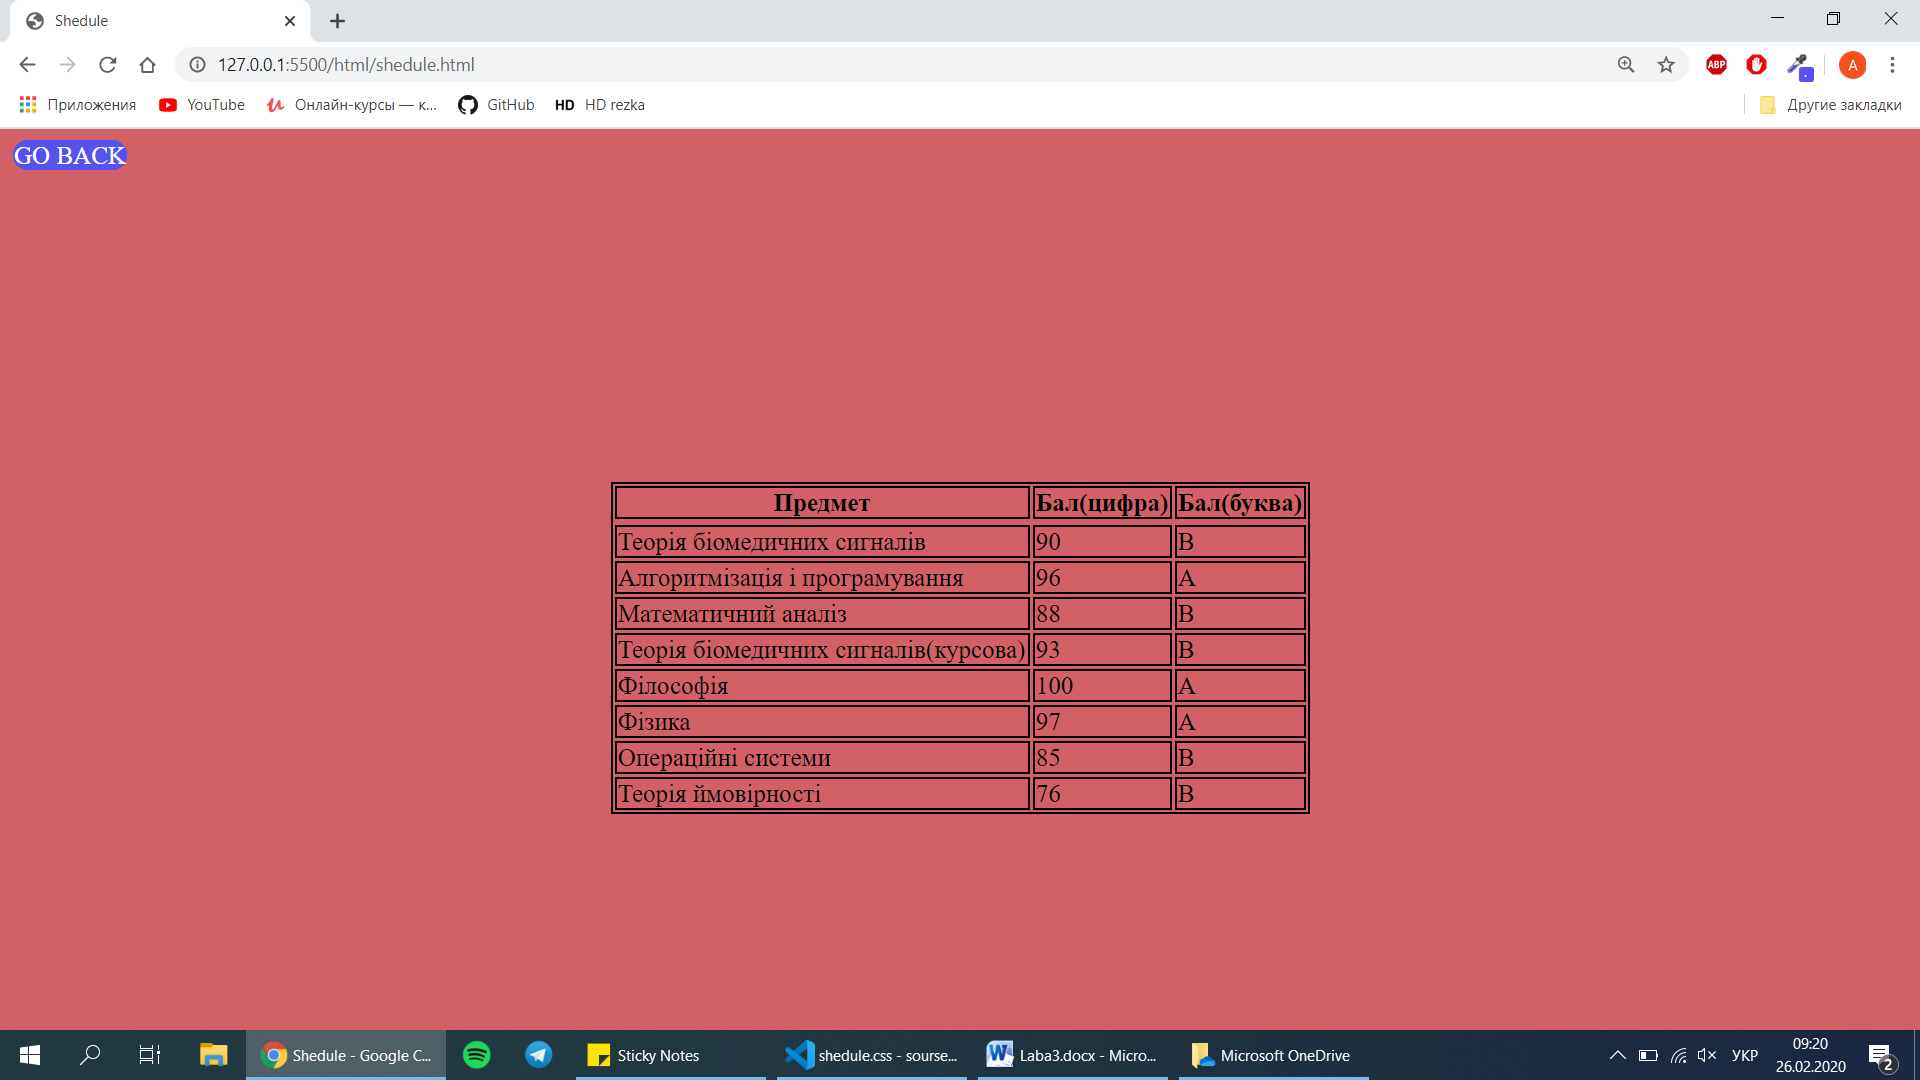 Shedule
127.0.0.1:5500/html/shedule.html
ABP
A
Приложения YouTube Онлайн-курсы — к... GitHub HD HD rezka Другие закладки
GO BACK
Предмет Бал(цифра) Бал(буква)
Теорія біомедичних сигналів 90 B
Алгоритмізація і програмування 96 A
Математичний аналіз 88 B
Теорія біомедичних сигналів(курсова) 93 B
Філософія 100 A
Фізика 97 A
Операційні системи 85 B
Теорія ймовірності 76 B
Shedule - Google C... Sticky Notes shedule.css - sourse... Laba3.docx - Micro... Microsoft OneDrive УКР 09:20
26.02.2020 2